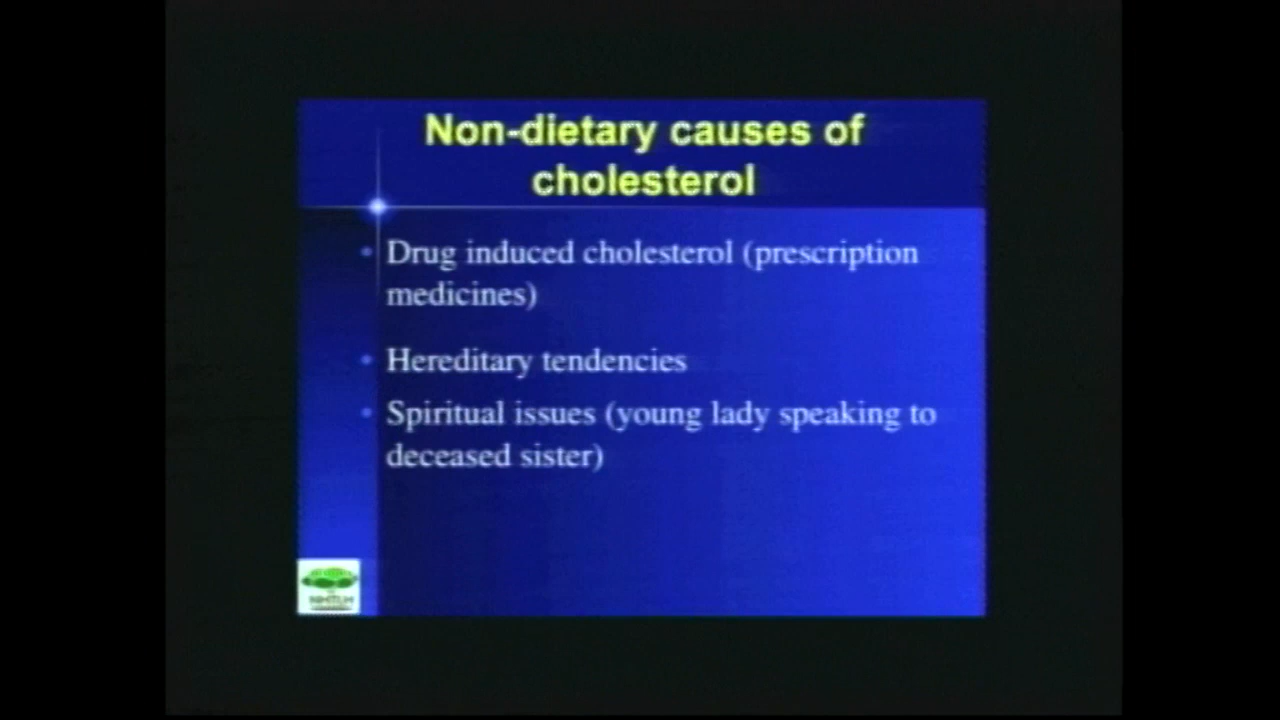 Non-dietary causes of
cholesterol
• Drug induced cholesterol (prescription
medicines)
• Hereditary tendencies
• Spiritual issues (young lady speaking to
deceased sister)